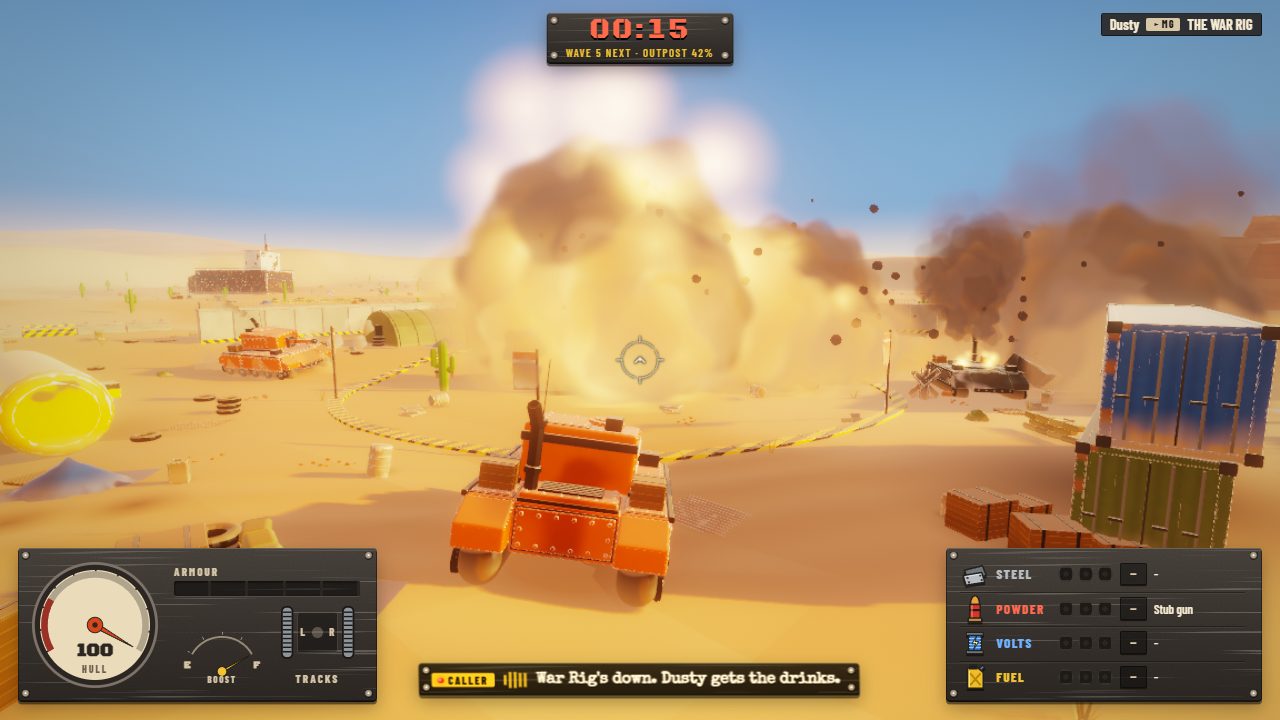 00:15
WAVE 5 NEXT · OUTPOST 42%
Dusty MG THE WAR RIG
100
HULL
ARMOUR
E F
BOOST
L R
TRACKS
CALLER War Rig's down. Dusty gets the drinks.
STEEL – -
POWDER – Stub gun
VOLTS – -
FUEL – -